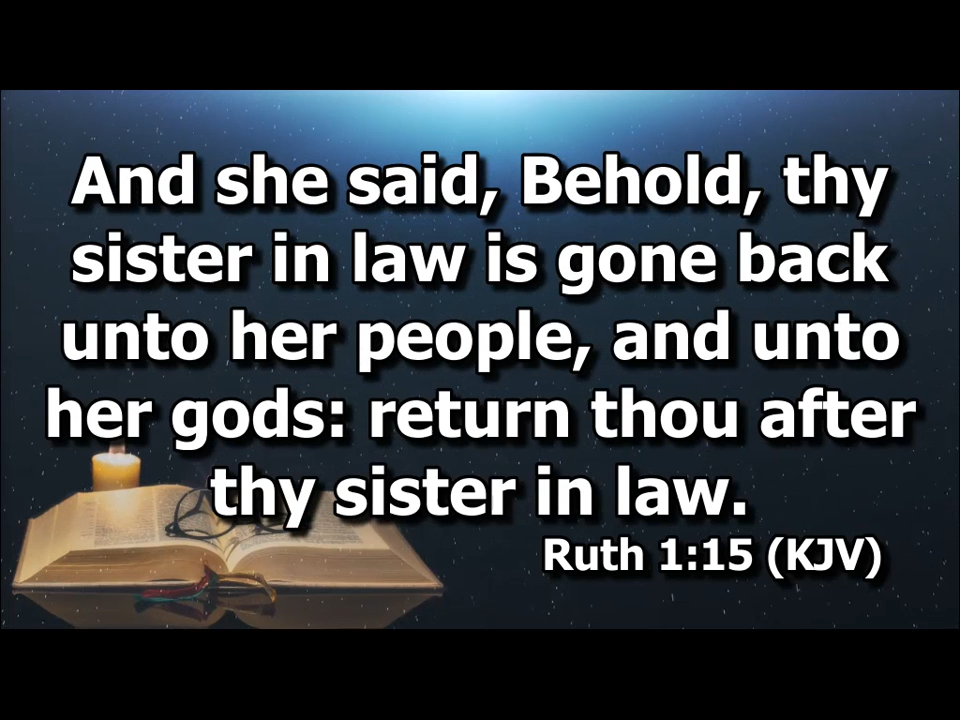 And she said, Behold, thy
sister in law is gone back
unto her people, and unto
her gods: return thou after
thy sister in law.
Ruth 1:15 (KJV)